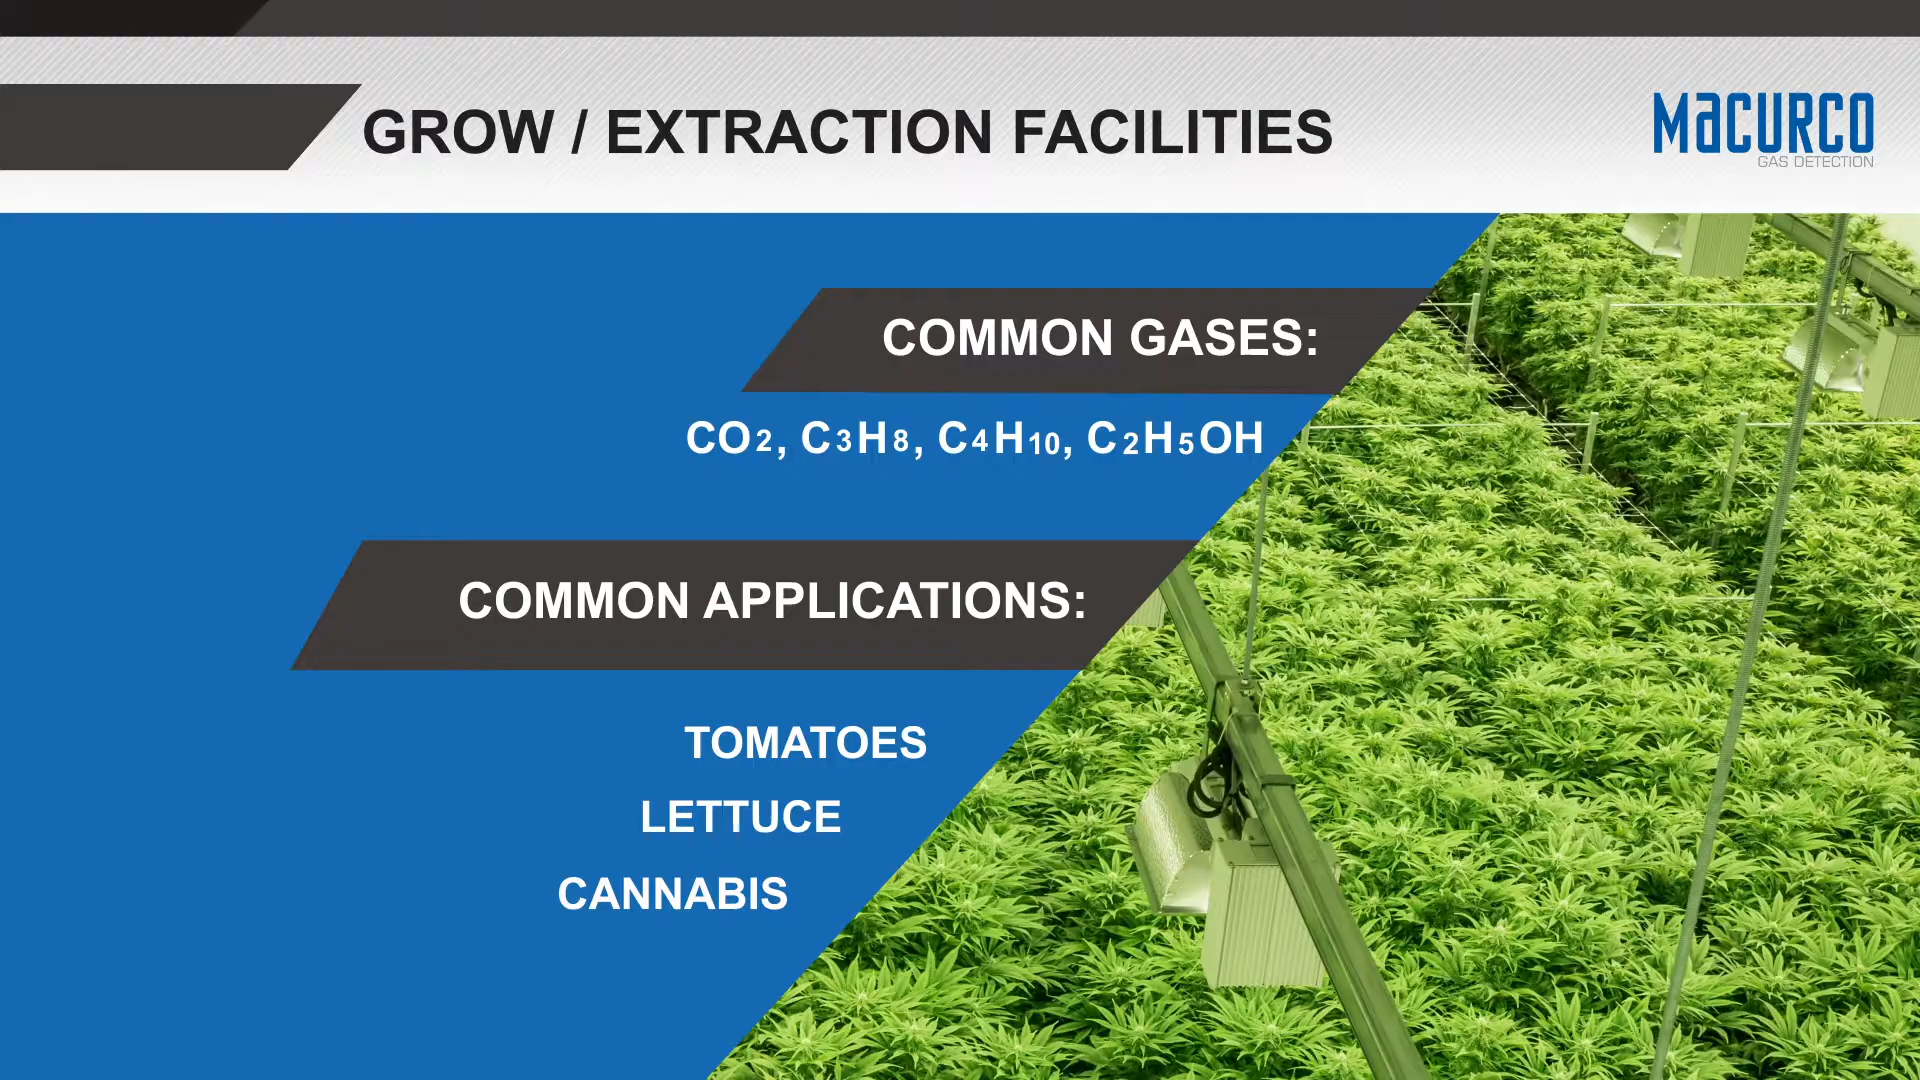 GROW / EXTRACTION FACILITIES
MACURCO
GAS DETECTION
COMMON GASES:
CO2, C3H8, C4H10, C2H5OH
COMMON APPLICATIONS:
TOMATOES
LETTUCE
CANNABIS